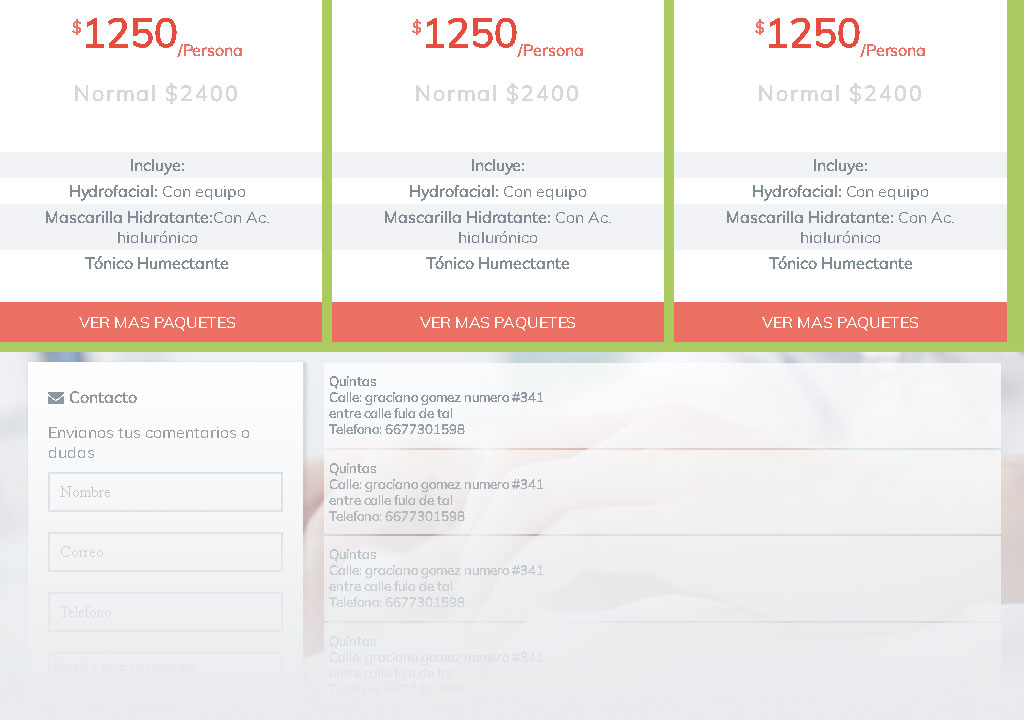 $1250/Persona
Normal $2400
Incluye:
Hydrofacial: Con equipo
Mascarilla Hidratante:Con Ac.
hialurónico
Tónico Humectante
VER MAS PAQUETES
$1250/Persona
Normal $2400
Incluye:
Hydrofacial: Con equipo
Mascarilla Hidratante: Con Ac.
hialurónico
Tónico Humectante
VER MAS PAQUETES
$1250/Persona
Normal $2400
Incluye:
Hydrofacial: Con equipo
Mascarilla Hidratante: Con Ac.
hialurónico
Tónico Humectante
VER MAS PAQUETES
Contacto
Envianos tus comentarios o
dudas
Nombre
Correo
Telefono
Escriba aqui su mensaje
Quintas
Calle: graciano gomez numero #341
entre calle fula de tal
Telefono: 6677301598
Quintas
Calle: graciano gomez numero #341
entre calle fula de tal
Telefono: 6677301598
Quintas
Calle: graciano gomez numero #341
entre calle fula de tal
Telefono: 6677301598
Quintas
Calle: graciano gomez numero #341
entre calle fula de tal
Telefono: 6677301598